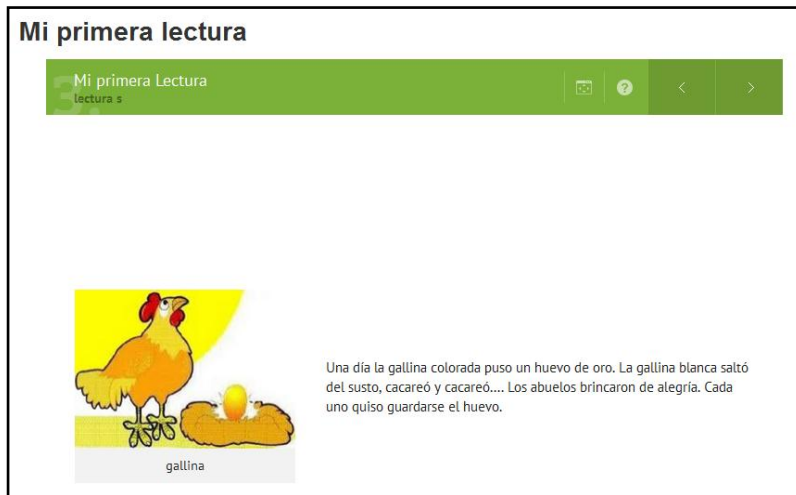 Mi primera lectura
3.
Mi primera Lectura
lectura s
?
Una día la gallina colorada puso un huevo de oro. La gallina blanca saltó
del susto, cacareó y cacareó.... Los abuelos brincaron de alegría. Cada
uno quiso guardarse el huevo.
gallina